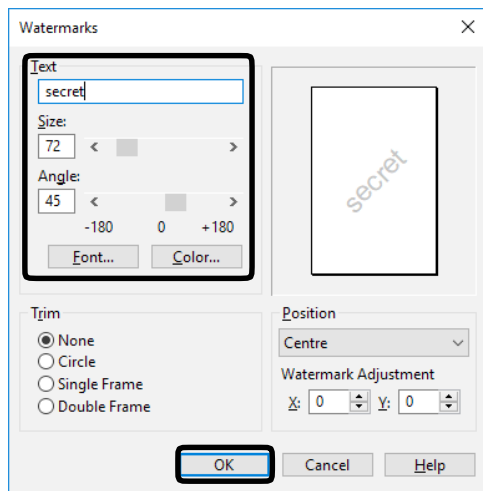 Watermarks
Text
secret
Size:
72
Angle:
45
-180 0 +180
Font... Color...
secret
Trim
None
Circle
Single Frame
Double Frame
Position
Centre
Watermark Adjustment
X: 0 Y: 0
OK Cancel Help